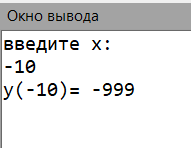 Окно вывода
введите x:
-10
y(-10)= -999